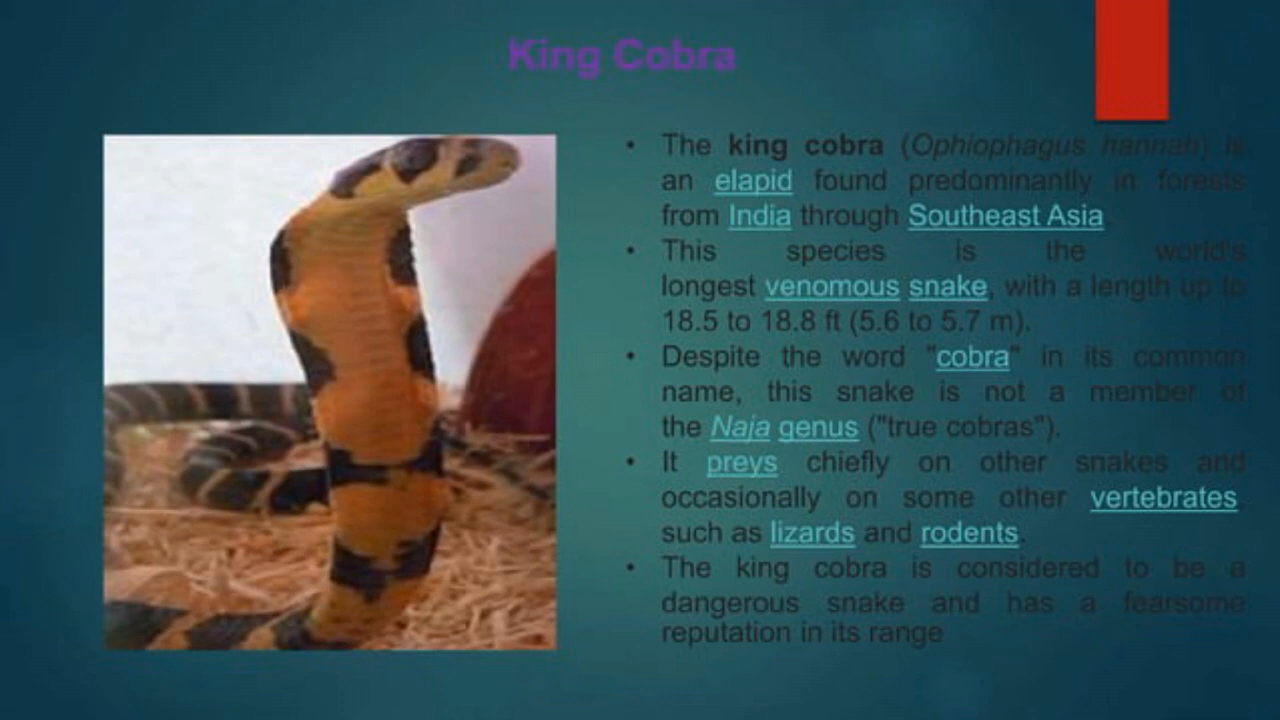 King Cobra
• The king cobra (Ophiophagus hannah) is
an elapid found predominantly in forests
from India through Southeast Asia.
• This species is the world's
longest venomous snake, with a length up to
18.5 to 18.8 ft (5.6 to 5.7 m).
• Despite the word "cobra" in its common
name, this snake is not a member of
the Naja genus ("true cobras").
• It preys chiefly on other snakes and
occasionally on some other vertebrates,
such as lizards and rodents.
• The king cobra is considered to be a
dangerous snake and has a fearsome
reputation in its range